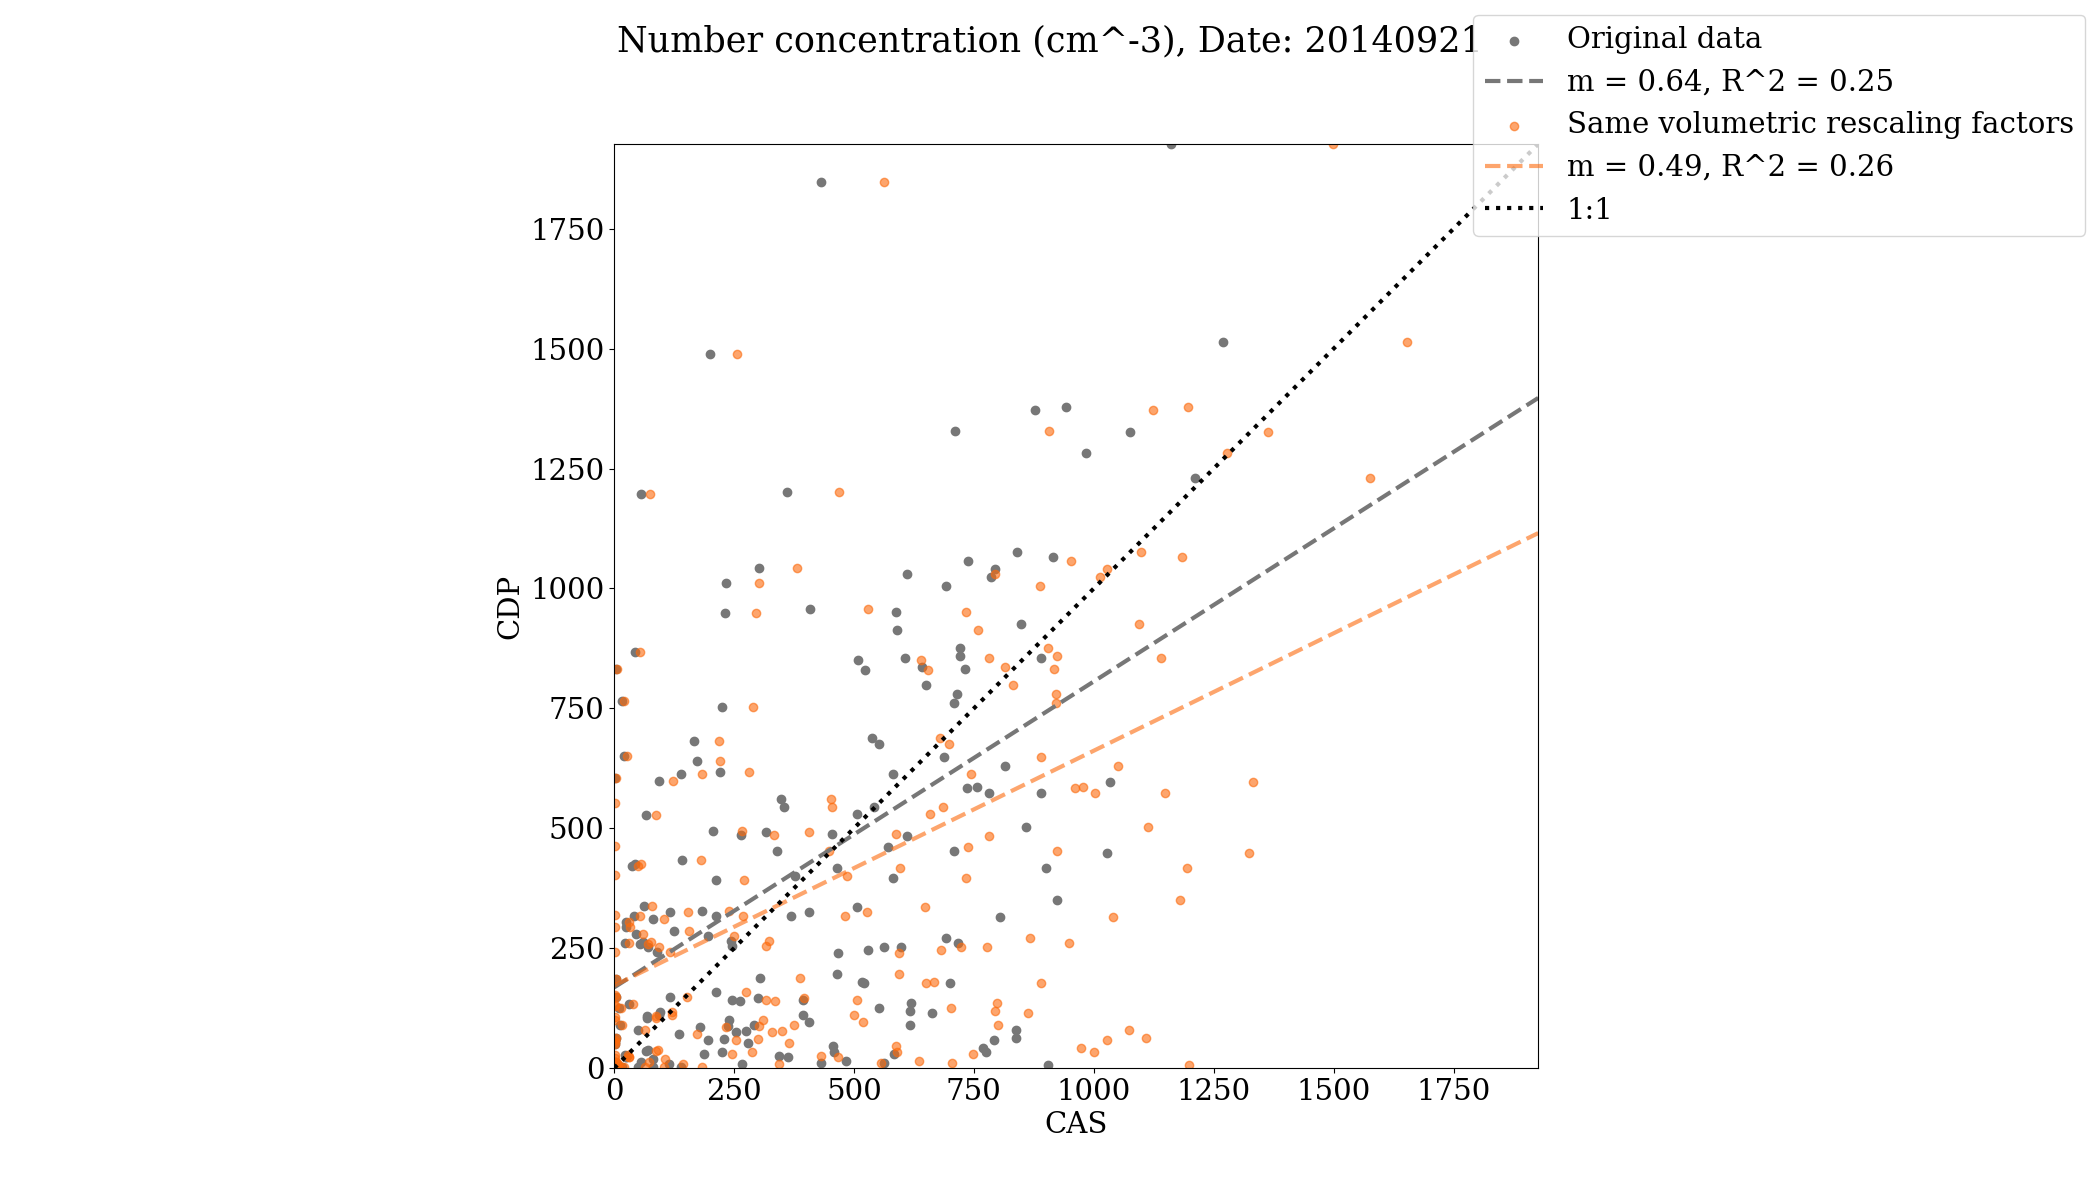 Number concentration (cm^-3), Date: 20140921
Original data
m = 0.64, R^2 = 0.25
Same volumetric rescaling factors
m = 0.49, R^2 = 0.26
1:1
1750
1500
1250
1000
750
500
250
0
CDP
0 250 500 750 1000 1250 1500 1750
CAS